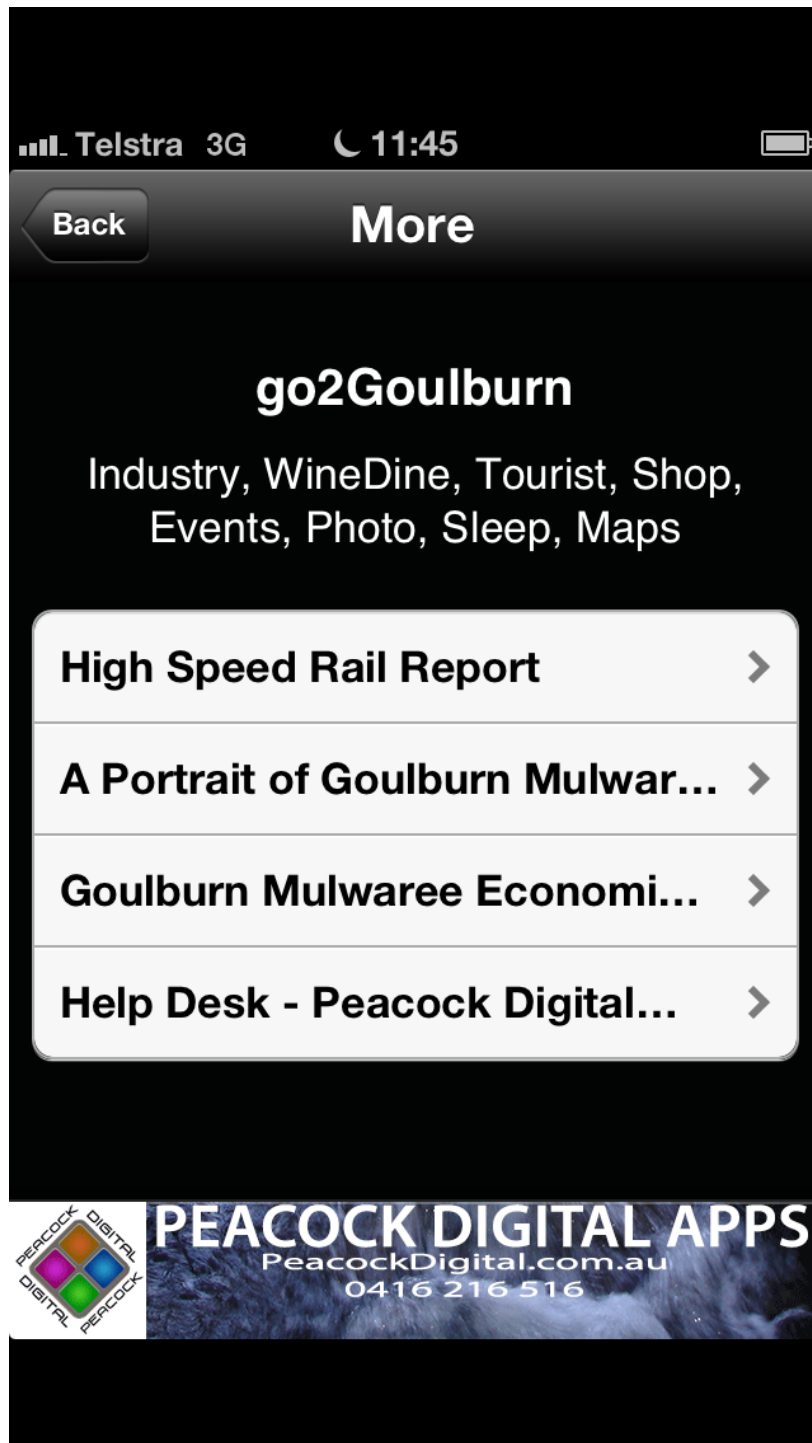 Telstra 3G 11:45
Back More
go2Goulburn
Industry, WineDine, Tourist, Shop,
Events, Photo, Sleep, Maps
High Speed Rail Report
A Portrait of Goulburn Mulwar...
Goulburn Mulwaree Economi...
Help Desk - Peacock Digital...
PEACOCK DIGITAL
DIGITAL PEACOCK
PEACOCK DIGITAL APPS
PeacockDigital.com.au
0416 216 516